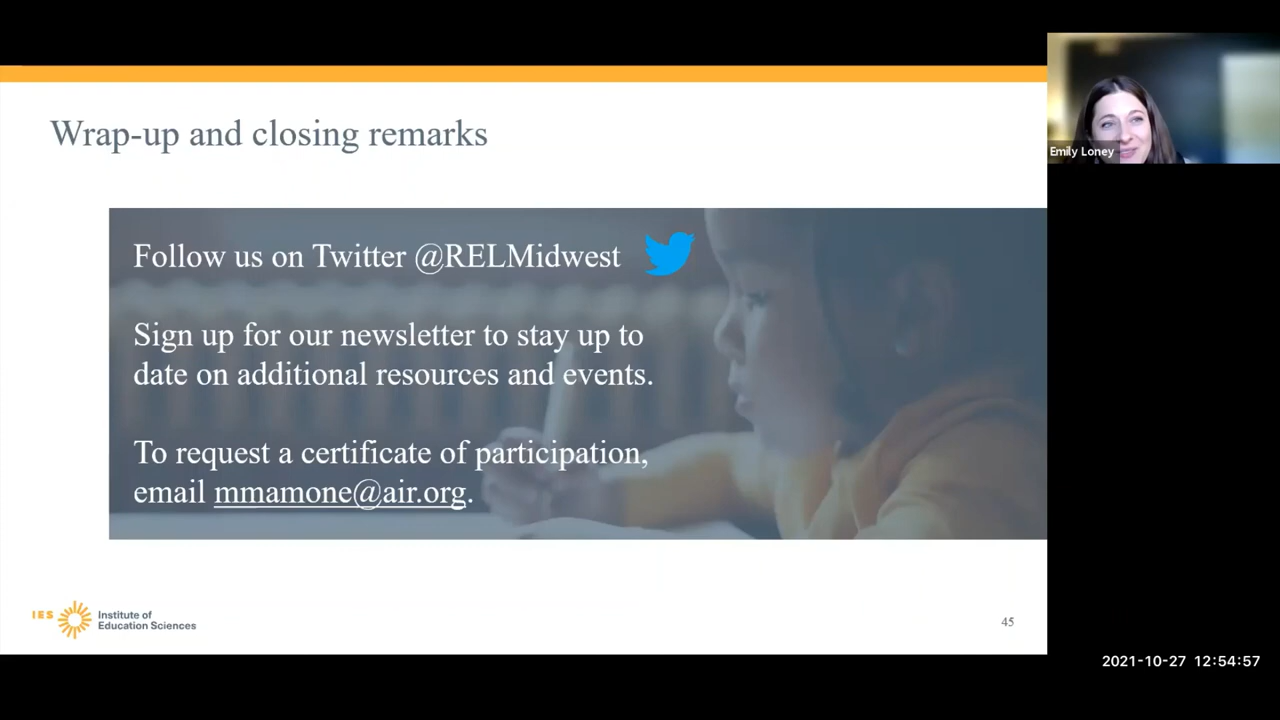 Wrap-up and closing remarks
Emily Loney
Follow us on Twitter @RELMidwest
Sign up for our newsletter to stay up to
date on additional resources and events.
To request a certificate of participation,
email mmamone@air.org.
IES
Institute of
Education Sciences
45
2021-10-27 12:54:57